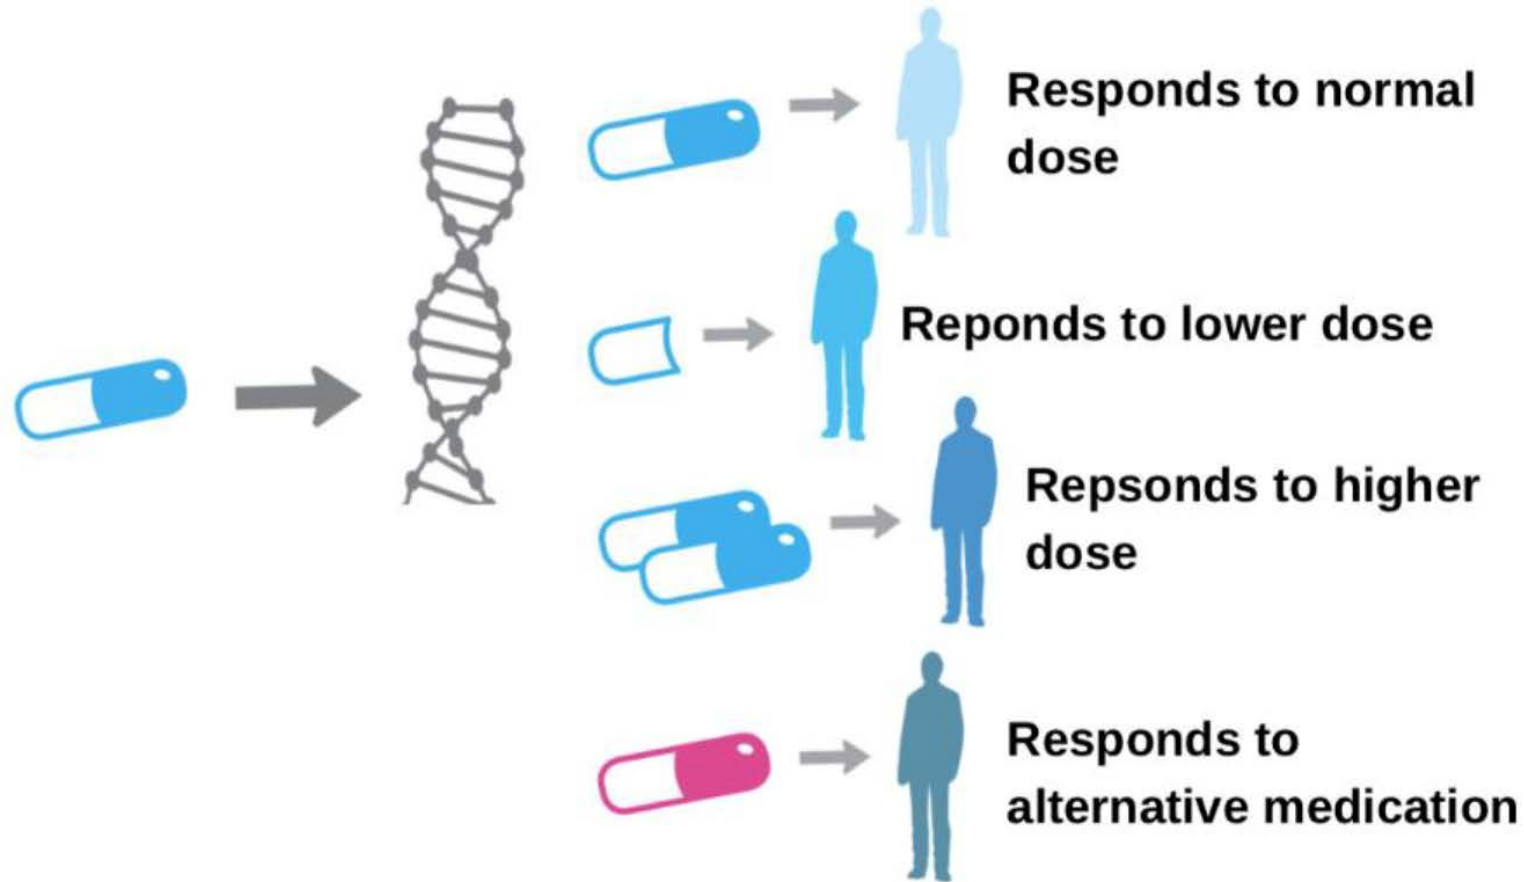 Responds to normal
dose
Reponds to lower dose
Repsonds to higher
dose
Responds to
alternative medication